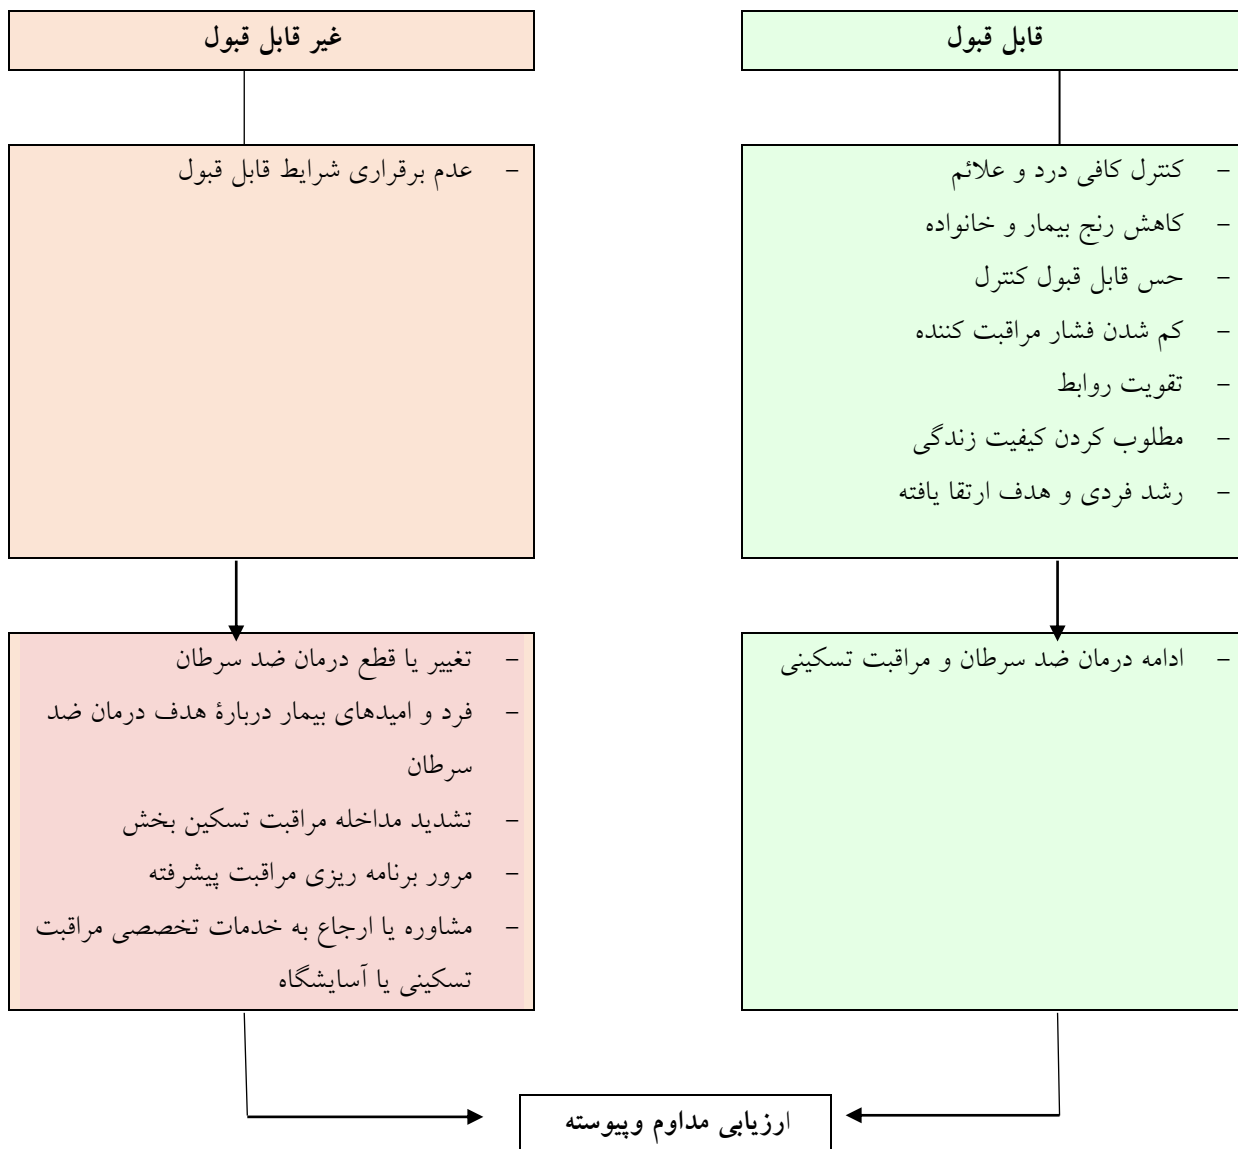 قابل قبول
- کنترل کافی درد و علائم
- کاهش رنج بیمار و خانواده
- حس قابل قبول کنترل
- کم شدن فشار مراقبت کننده
- تقویت روابط
- مطلوب کردن کیفیت زندگی
- رشد فردی و هدف ارتقا یافته
- ادامه درمان ضد سرطان و مراقبت تسکینی
غیر قابل قبول
- عدم برقراری شرایط قابل قبول
- تغییر یا قطع درمان ضد سرطان
- فرد و امیدهای بیمار دربارۀ هدف درمان ضد
سرطان
- تشدید مداخله مراقبت تسکین بخش
- مرور برنامه ریزی مراقبت پیشرفته
- مشاوره یا ارجاع به خدمات تخصصی مراقبت
تسکینی یا آسایشگاه
ارزیابی مداوم وپیوسته